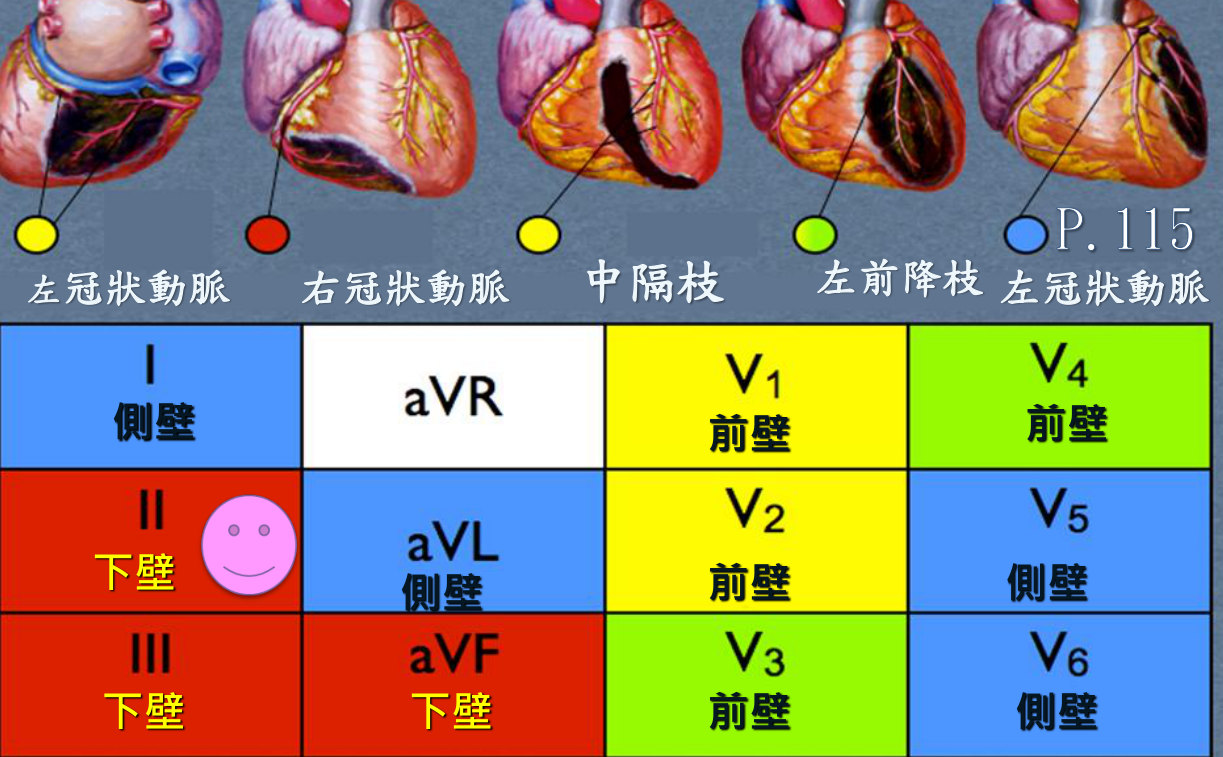 P.115
左冠狀動脈
右冠狀動脈
中隔枝
左前降枝
左冠狀動脈
I
側壁
aVR
V1
前壁
V4
前壁
II
下壁
aVL
側壁
V2
前壁
V5
側壁
III
下壁
aVF
下壁
V3
前壁
V6
側壁